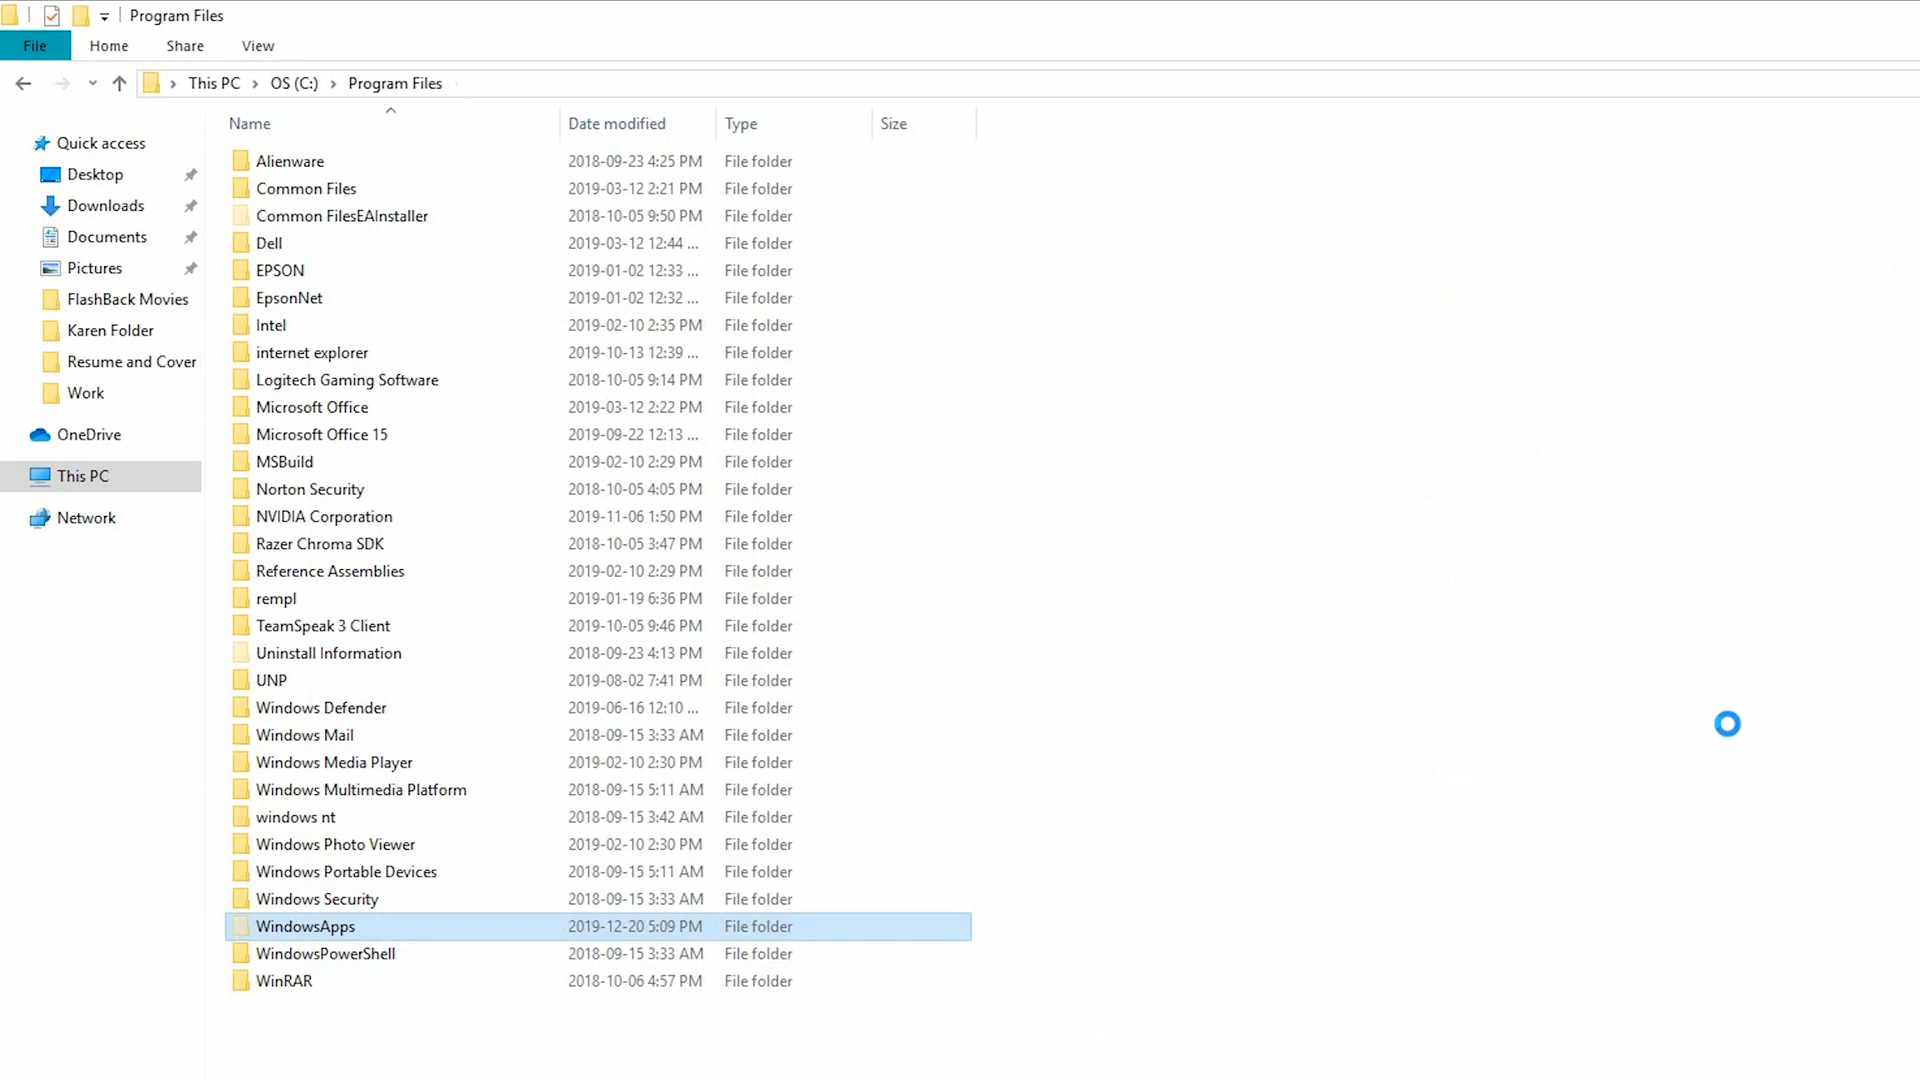 Program Files
File Home Share View
This PC OS (C:) Program Files
Name Date modified Type Size
Quick access
Desktop
Downloads
Documents
Pictures
FlashBack Movies
Karen Folder
Resume and Cover
Work
OneDrive
This PC
Network
Alienware 2018-09-23 4:25 PM File folder
Common Files 2019-03-12 2:21 PM File folder
Common FilesEAInstaller 2018-10-05 9:50 PM File folder
Dell 2019-03-12 12:44 ... File folder
EPSON 2019-01-02 12:33 ... File folder
EpsonNet 2019-01-02 12:32 ... File folder
Intel 2019-02-10 2:35 PM File folder
internet explorer 2019-10-13 12:39 ... File folder
Logitech Gaming Software 2018-10-05 9:14 PM File folder
Microsoft Office 2019-03-12 2:22 PM File folder
Microsoft Office 15 2019-09-22 12:13 ... File folder
MSBuild 2019-02-10 2:29 PM File folder
Norton Security 2018-10-05 4:05 PM File folder
NVIDIA Corporation 2019-11-06 1:50 PM File folder
Razer Chroma SDK 2018-10-05 3:47 PM File folder
Reference Assemblies 2019-02-10 2:29 PM File folder
rempl 2019-01-19 6:36 PM File folder
TeamSpeak 3 Client 2019-10-05 9:46 PM File folder
Uninstall Information 2018-09-23 4:13 PM File folder
UNP 2019-08-02 7:41 PM File folder
Windows Defender 2019-06-16 12:10 ... File folder
Windows Mail 2018-09-15 3:33 AM File folder
Windows Media Player 2019-02-10 2:30 PM File folder
Windows Multimedia Platform 2018-09-15 5:11 AM File folder
windows nt 2018-09-15 3:42 AM File folder
Windows Photo Viewer 2019-02-10 2:30 PM File folder
Windows Portable Devices 2018-09-15 5:11 AM File folder
Windows Security 2018-09-15 3:33 AM File folder
WindowsApps 2019-12-20 5:09 PM File folder
WindowsPowerShell 2018-09-15 3:33 AM File folder
WinRAR 2018-10-06 4:57 PM File folder